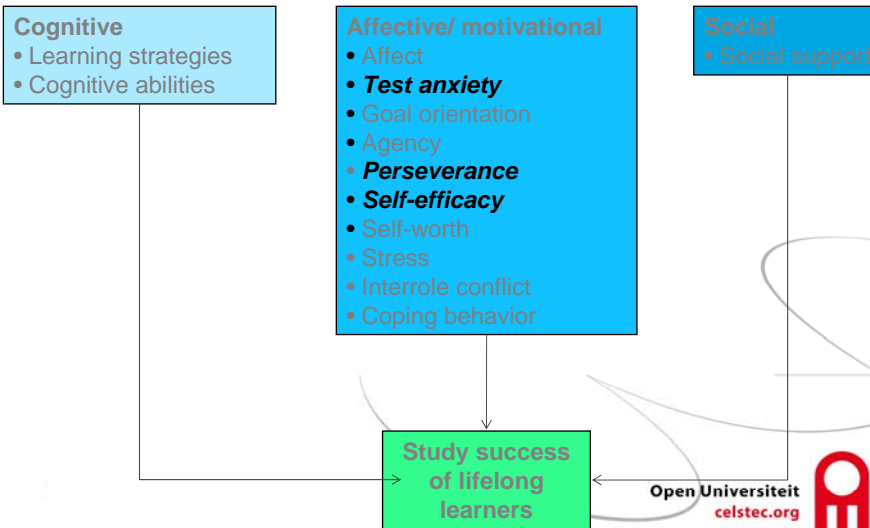 Cognitive
• Learning strategies
• Cognitive abilities
Affective/ motivational
• Affect
• Test anxiety
• Goal orientation
• Agency
• Perseverance
• Self-efficacy
• Self-worth
• Stress
• Interrole conflict
• Coping behavior
Social
• Social support
Study success
of lifelong
learners
Open Universiteit
celstec.org